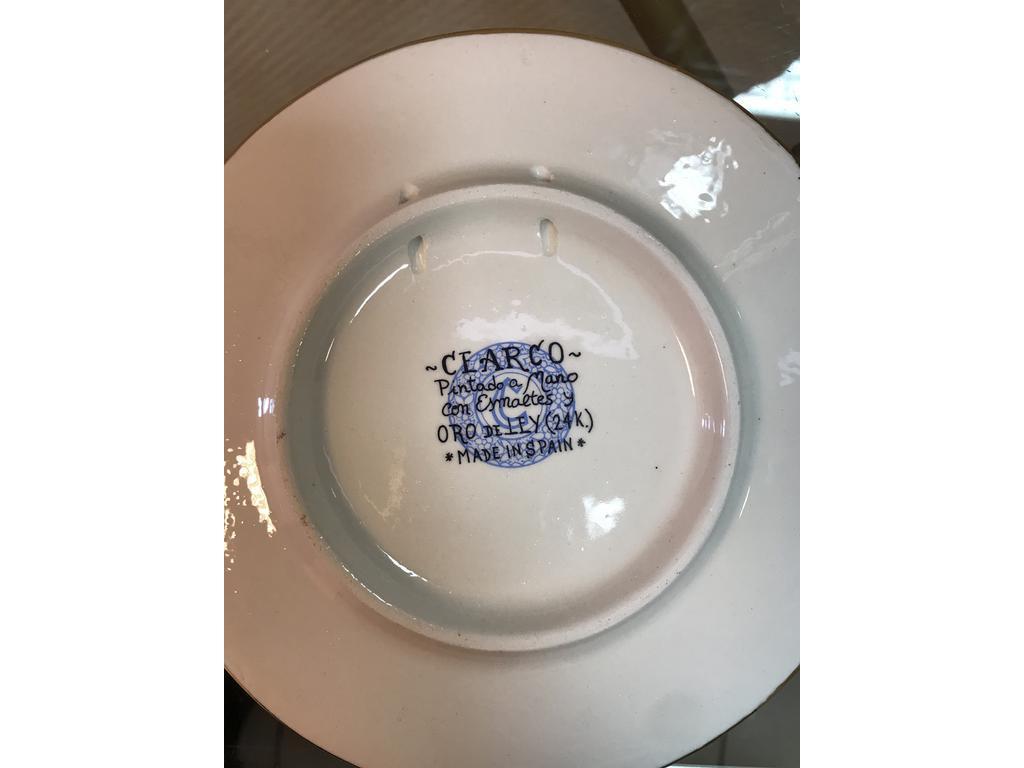 ~CLARCO~
Pintado a Mano
con Esmaltes y
ORO DE LEY (24K.)
*MADE IN SPAIN*
C